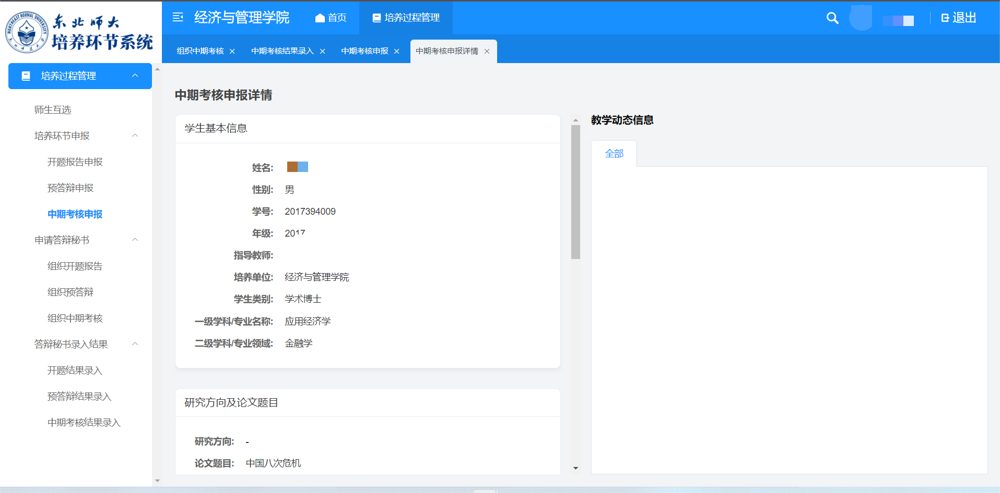 NORTHEAST NORMAL UNIVERSITY
1946
东北师大
培养环节系统
经济与管理学院
首页
培养过程管理
退出
组织中期考核
中期考核结果录入
中期考核申报
中期考核申报详情
培养过程管理
师生互选
培养环节申报
开题报告申报
预答辩申报
中期考核申报
申请答辩秘书
组织开题报告
组织预答辩
组织中期考核
答辩秘书录入结果
开题结果录入
预答辩结果录入
中期考核结果录入
中期考核申报详情
学生基本信息
姓名:
性别: 男
学号: 2017394009
年级: 2017
指导教师:
培养单位: 经济与管理学院
学生类别: 学术博士
一级学科/专业名称: 应用经济学
二级学科/专业领域: 金融学
研究方向及论文题目
研究方向: -
论文题目: 中国八次危机
教学动态信息
全部